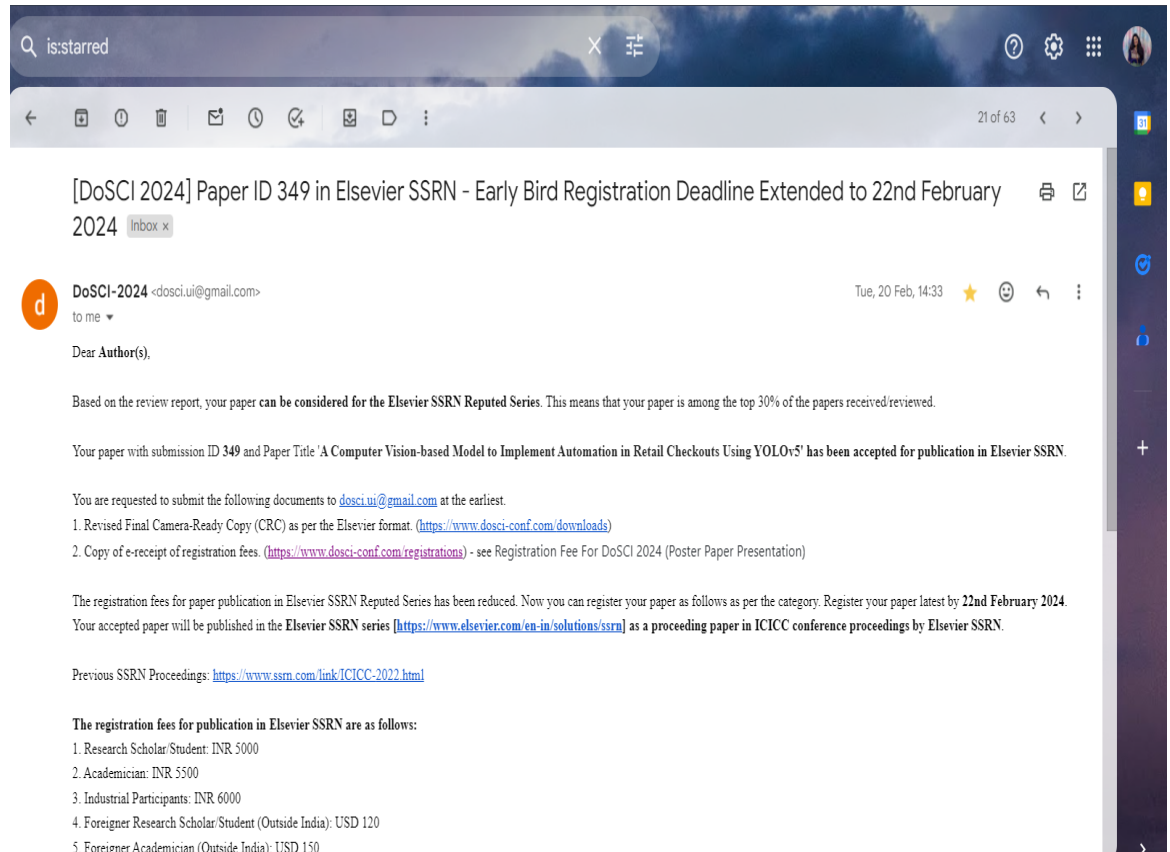 is:starred
21 of 63
31
[DoSCI 2024] Paper ID 349 in Elsevier SSRN - Early Bird Registration Deadline Extended to 22nd February
2024 Inbox ×
d
DoSCI-2024 <dosci.ui@gmail.com>
Tue, 20 Feb, 14:33
to me
Dear Author(s),
Based on the review report, your paper can be considered for the Elsevier SSRN Reputed Series. This means that your paper is among the top 30% of the papers received/reviewed.
Your paper with submission ID 349 and Paper Title 'A Computer Vision-based Model to Implement Automation in Retail Checkouts Using YOLOv5' has been accepted for publication in Elsevier SSRN.
You are requested to submit the following documents to dosci.ui@gmail.com at the earliest.
1. Revised Final Camera-Ready Copy (CRC) as per the Elsevier format. (https://www.dosci-conf.com/downloads)
2. Copy of e-receipt of registration fees. (https://www.dosci-conf.com/registrations) - see Registration Fee For DoSCI 2024 (Poster Paper Presentation)
The registration fees for paper publication in Elsevier SSRN Reputed Series has been reduced. Now you can register your paper as follows as per the category. Register your paper latest by 22nd February 2024.
Your accepted paper will be published in the Elsevier SSRN series [https://www.elsevier.com/en-in/solutions/ssrn] as a proceeding paper in ICICC conference proceedings by Elsevier SSRN.
Previous SSRN Proceedings: https://www.ssrn.com/link/ICICC-2022.html
The registration fees for publication in Elsevier SSRN are as follows:
1. Research Scholar/Student: INR 5000
2. Academician: INR 5500
3. Industrial Participants: INR 6000
4. Foreigner Research Scholar/Student (Outside India): USD 120
5. Foreigner Academician (Outside India): USD 150